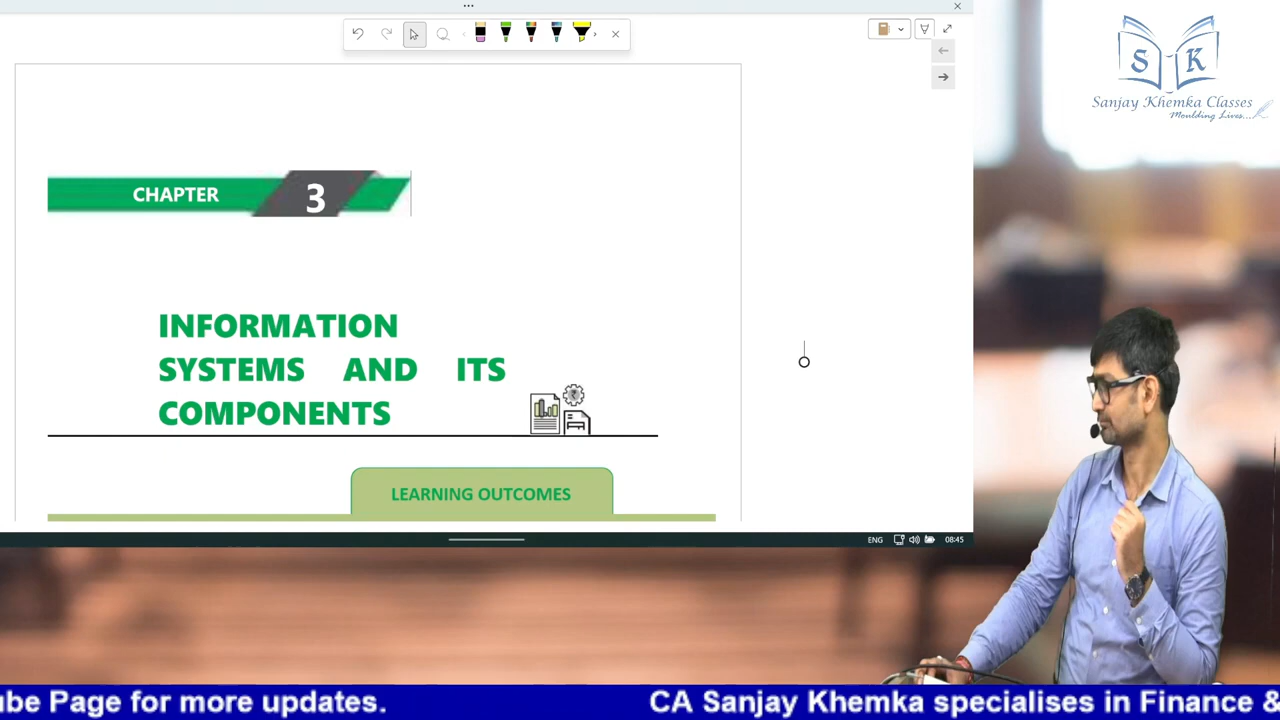 S K
Sanjay Khemka Classes
Moulding Lives...
CHAPTER 3
INFORMATION
SYSTEMS AND ITS
COMPONENTS
LEARNING OUTCOMES
ENG 08:45
ube Page for more updates. CA Sanjay Khemka specialises in Finance &